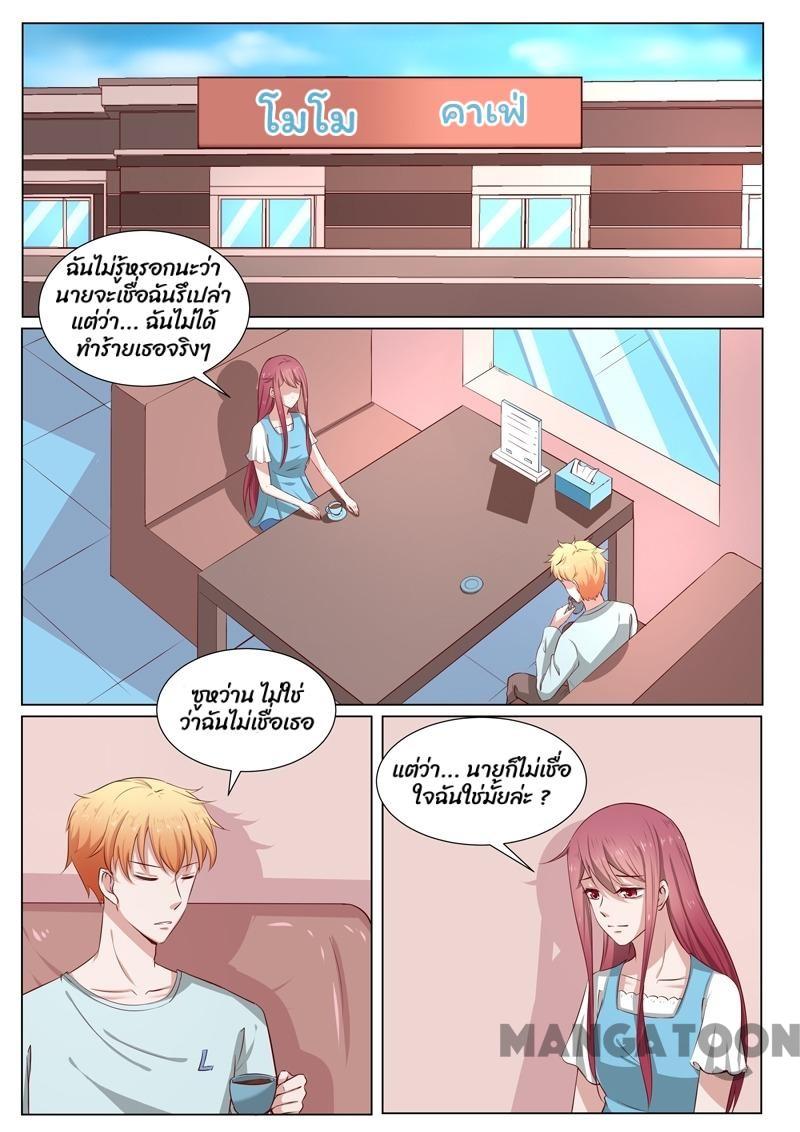 โมโม คาเฟ่
ฉันไม่รู้หรอกนะว่า
นายจะเชื่อฉันรึเปล่า
แต่ว่า... ฉันไม่ได้
ทำร้ายเธอจริงๆ
ซูหว่าน ไม่ใช่
ว่าฉันไม่เชื่อเธอ
แต่ว่า... นายก็ไม่เชื่อ
ใจฉันใช่มั้ยล่ะ ?
L
MANGATOON